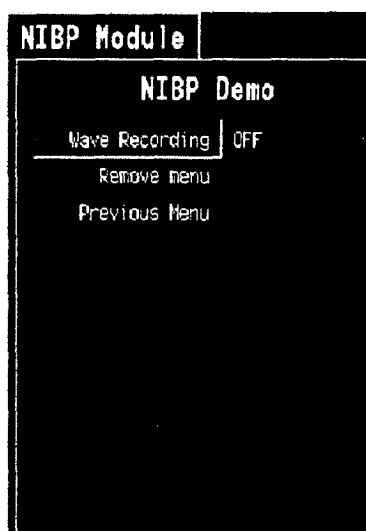 NIBP Module
NIBP Demo
Wave Recording OFF
Remove menu
Previous Menu